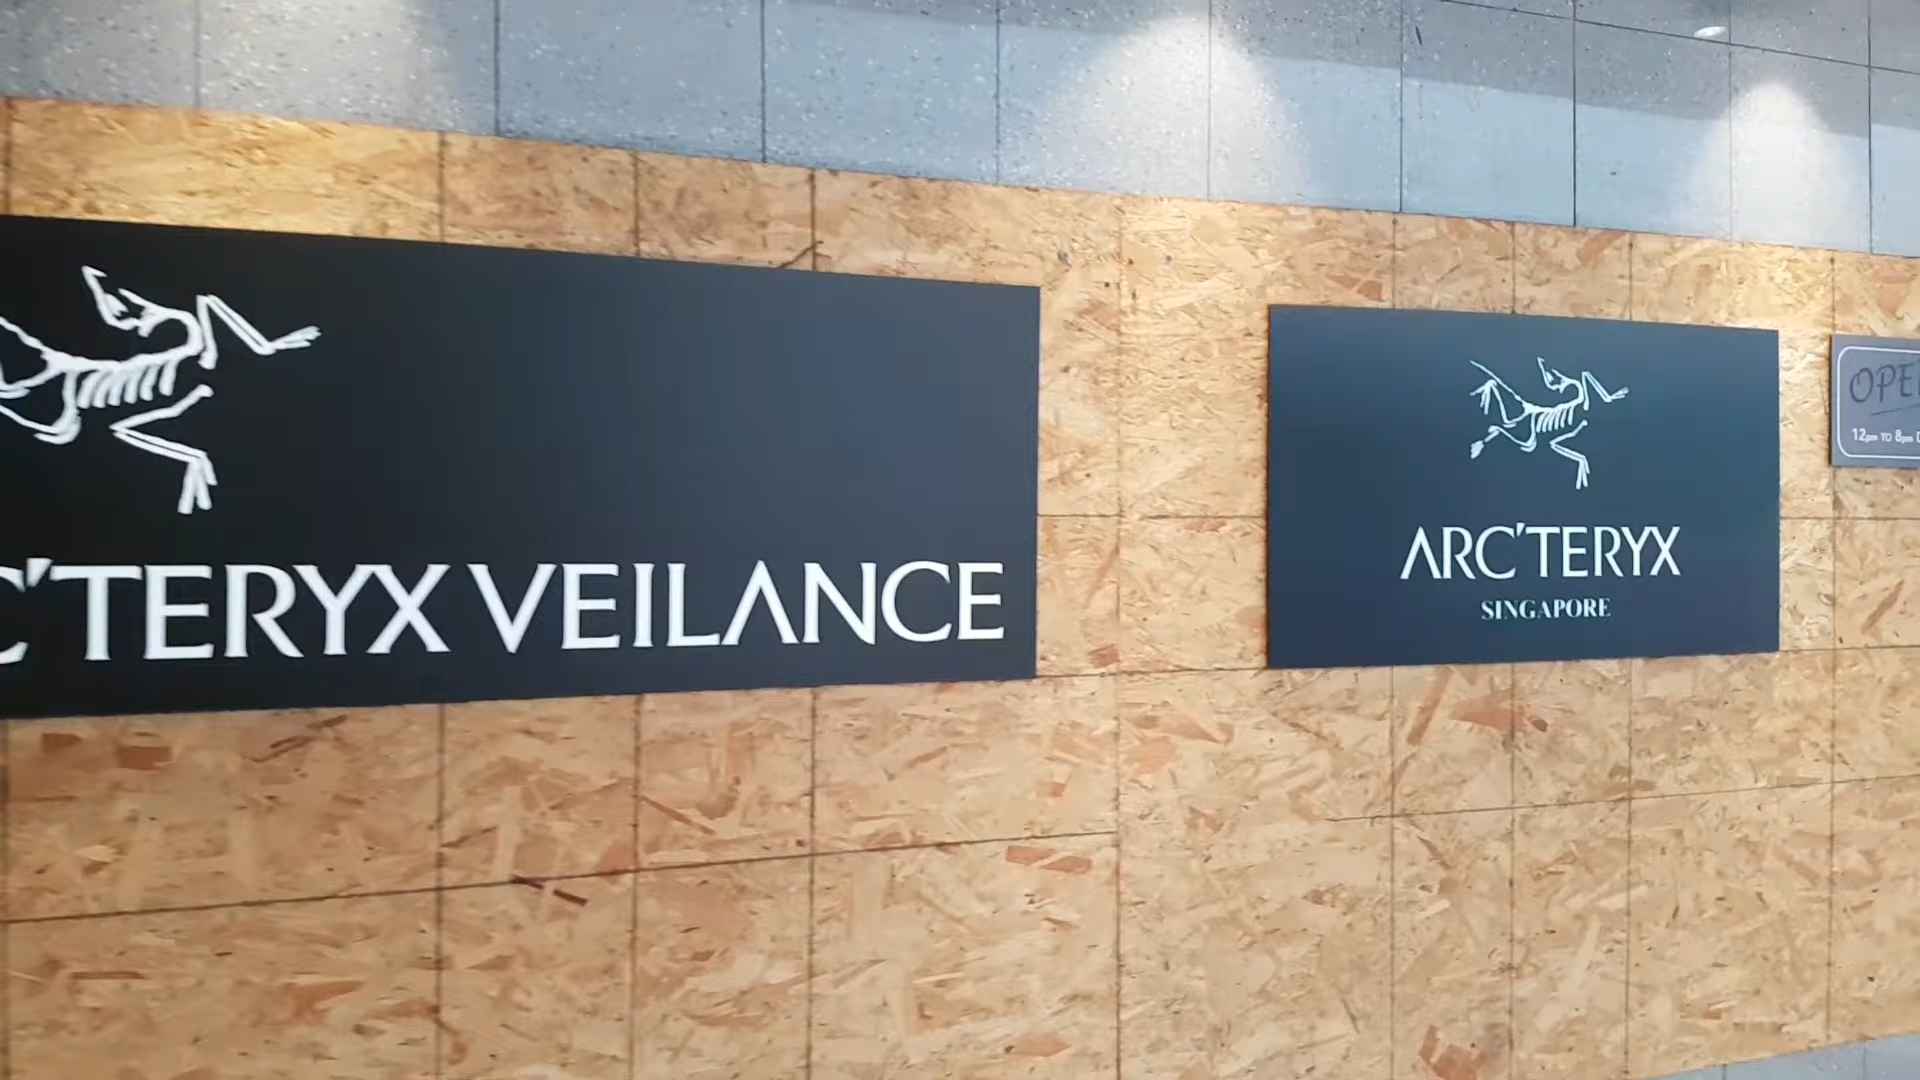 C'TERYX VEILANCE
ARC'TERYX
SINGAPORE
OPE
12pm TO 8pm